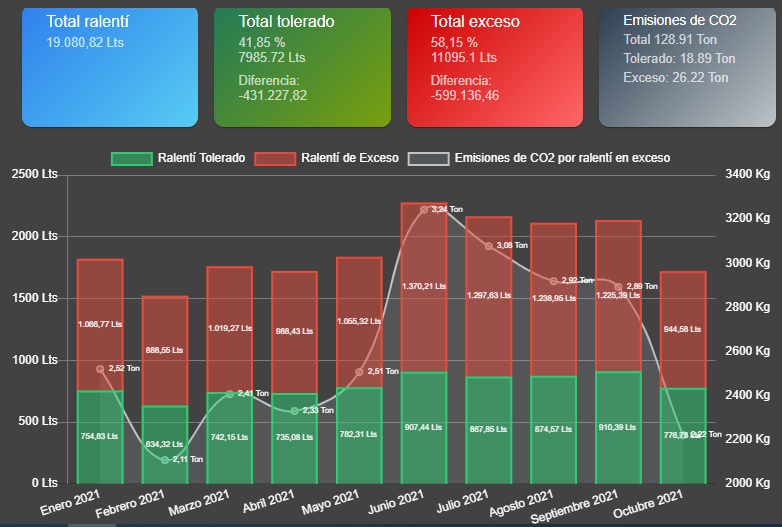 Total ralentí
19.080,82 Lts
Total tolerado
41,85 %
7985.72 Lts
Diferencia:
-431.227,82
Total exceso
58,15 %
11095.1 Lts
Diferencia:
-599.136,46
Emisiones de CO2
Total 128.91 Ton
Tolerado: 18.89 Ton
Exceso: 26.22 Ton
Ralentí Tolerado
Ralentí de Exceso
Emisiones de CO2 por ralentí en exceso
2500 Lts
2000 Lts
1500 Lts
1000 Lts
500 Lts
0 Lts
3400 Kg
3200 Kg
3000 Kg
2800 Kg
2600 Kg
2400 Kg
2200 Kg
2000 Kg
1.066,77 Lts
888,55 Lts
1.019,27 Lts
988,43 Lts
1.055,32 Lts
1.370,21 Lts
1.297,63 Lts
1.238,95 Lts
1.225,39 Lts
944,58 Lts
2,52 Ton
2,11 Ton
2,41 Ton
2,33 Ton
2,51 Ton
3,24 Ton
3,08 Ton
2,92 Ton
2,89 Ton
2,22 Ton
754,83 Lts
634,32 Lts
742,15 Lts
735,08 Lts
782,31 Lts
907,44 Lts
867,85 Lts
874,57 Lts
910,39 Lts
776,78 Lts
Enero 2021
Febrero 2021
Marzo 2021
Abril 2021
Mayo 2021
Junio 2021
Julio 2021
Agosto 2021
Septiembre 2021
Octubre 2021